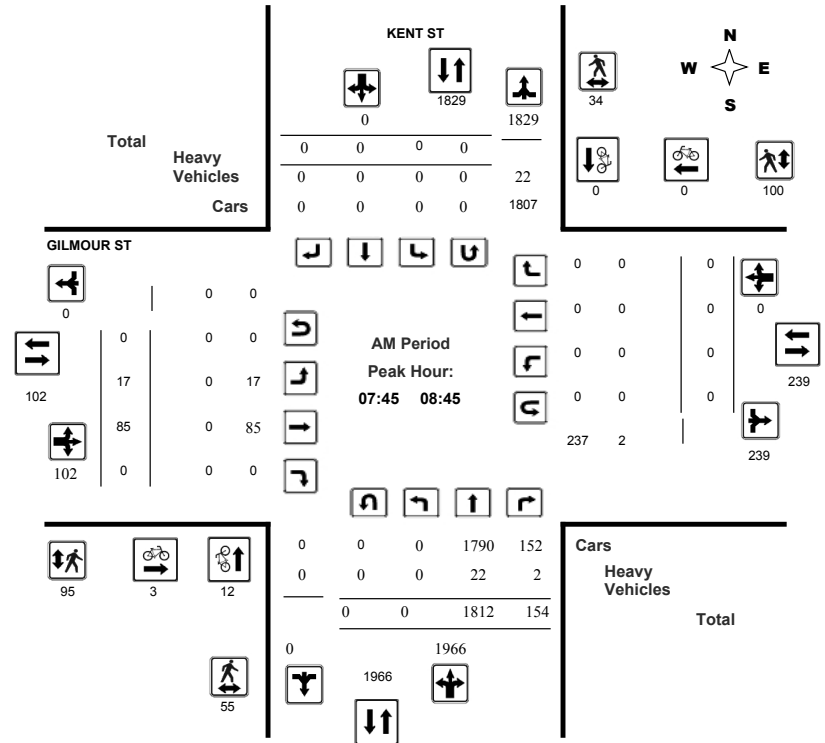 KENT ST
N
W E
S
1829
34
0 1829
Total
0 0 0 0
Heavy
Vehicles
0 0 0 0 22
Cars
0 0 0 0 1807
0 0 100
GILMOUR ST
0 0
0
0 0 0
102
17 0 17
85 0 85
102
0 0 0
AM Period
Peak Hour:
07:45 08:45
0 0 0
0
0 0 0
0 0 0
239
0 0 0
237 2
239
95 3 12
55
0 0 0 1790 152
0 0 0 22 2
0 0 1812 154
0 1966
1966
Cars
Heavy
Vehicles
Total